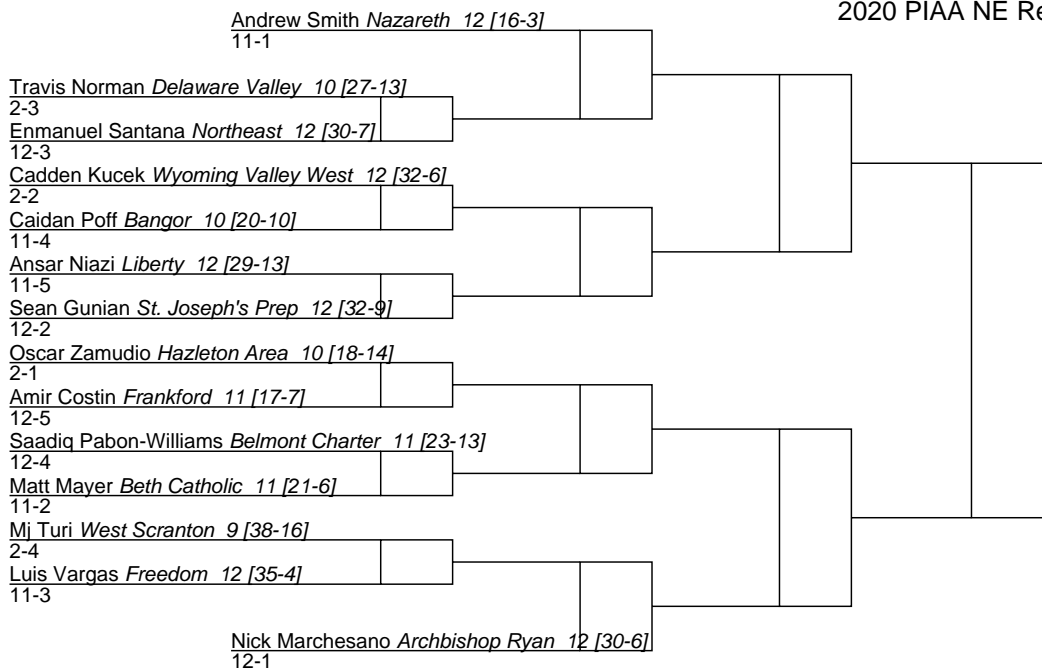 2020 PIAA NE Re
Andrew Smith Nazareth 12 [16-3]
11-1
Travis Norman Delaware Valley 10 [27-13]
2-3
Enmanuel Santana Northeast 12 [30-7]
12-3
Cadden Kucek Wyoming Valley West 12 [32-6]
2-2
Caidan Poff Bangor 10 [20-10]
11-4
Ansar Niazi Liberty 12 [29-13]
11-5
Sean Gunian St. Joseph's Prep 12 [32-9]
12-2
Oscar Zamudio Hazleton Area 10 [18-14]
2-1
Amir Costin Frankford 11 [17-7]
12-5
Saadiq Pabon-Williams Belmont Charter 11 [23-13]
12-4
Matt Mayer Beth Catholic 11 [21-6]
11-2
Mj Turi West Scranton 9 [38-16]
2-4
Luis Vargas Freedom 12 [35-4]
11-3
Nick Marchesano Archbishop Ryan 12 [30-6]
12-1